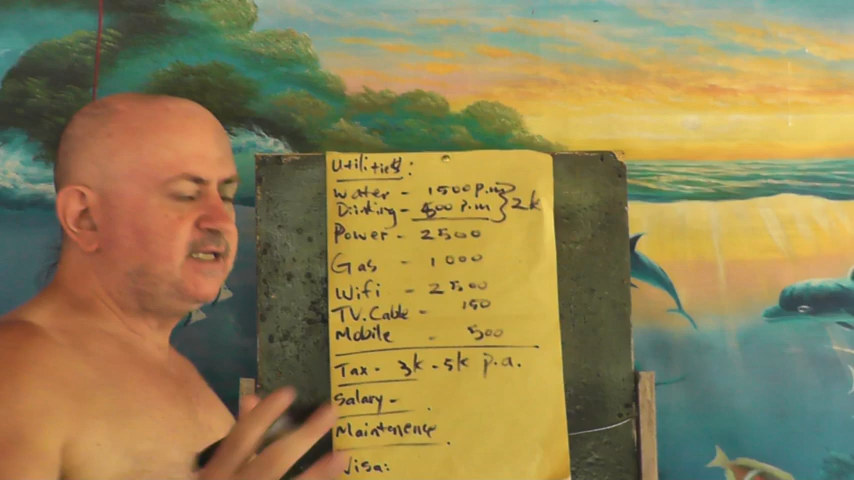 Utilities:
Water - 1500 p.m } 2k
Drinking - 500 p.m
Power - 2500
Gas - 1000
Wifi - 2500
TV. Cable - 150
Mobile 500
Tax - 3k - 5k p.a.
Salary -
Maintenence
Visa: